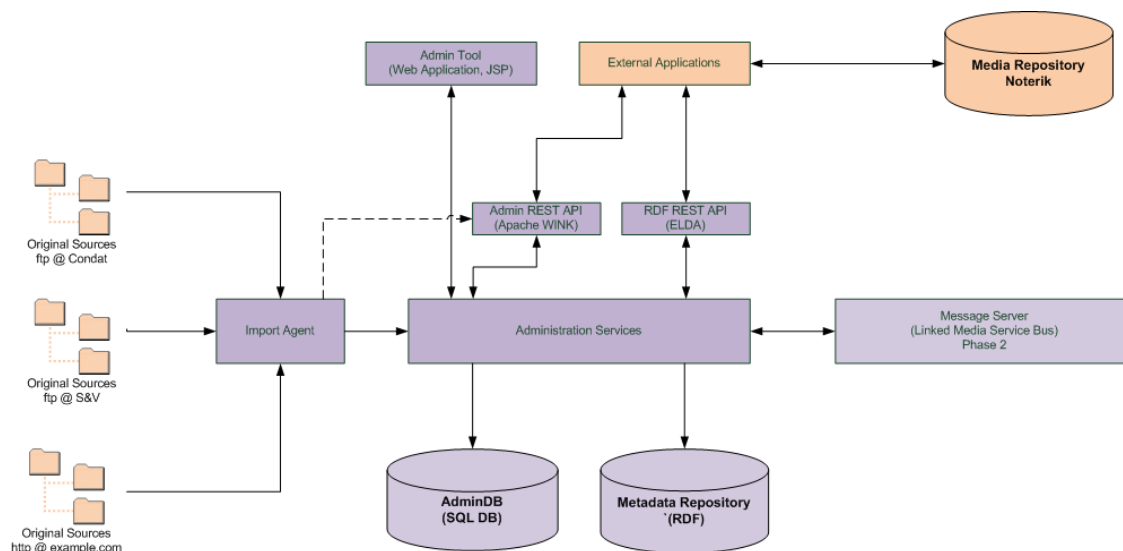 Admin Tool
(Web Application, JSP)
External Applications
Media Repository
Noterik
Original Sources
ftp @ Condat
Admin REST API
(Apache WINK)
RDF REST API
(ELDA)
Original Sources
ftp @ S&V
Import Agent
Administration Services
Message Server
(Linked Media Service Bus)
Phase 2
Original Sources
http @ example.com
AdminDB
(SQL DB)
Metadata Repository
`(RDF)